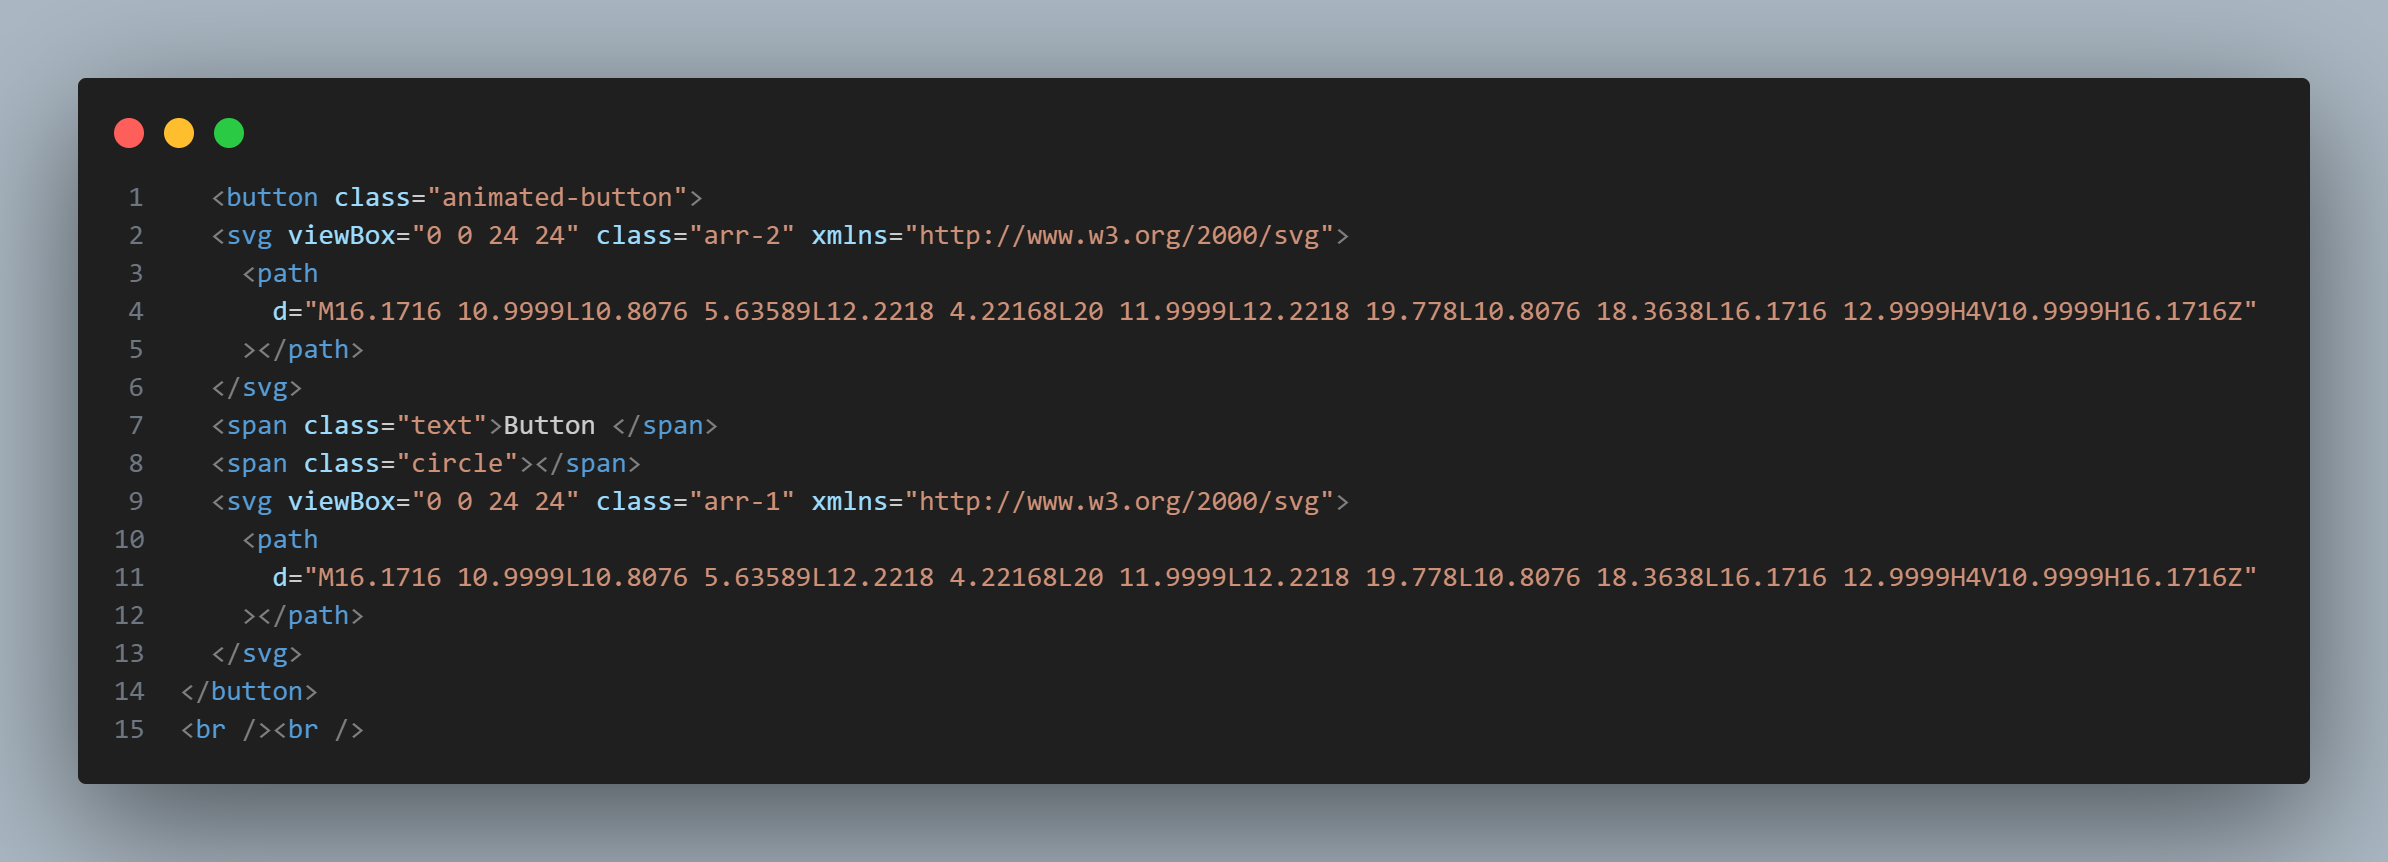 1 <button class="animated-button">
2 <svg viewBox="0 0 24 24" class="arr-2" xmlns="http://www.w3.org/2000/svg">
3 <path
4 d="M16.1716 10.9999L10.8076 5.63589L12.2218 4.22168L20 11.9999L12.2218 19.778L10.8076 18.3638L16.1716 12.9999H4V10.9999H16.1716Z"
5 ></path>
6 </svg>
7 <span class="text">Button </span>
8 <span class="circle"></span>
9 <svg viewBox="0 0 24 24" class="arr-1" xmlns="http://www.w3.org/2000/svg">
10 <path
11 d="M16.1716 10.9999L10.8076 5.63589L12.2218 4.22168L20 11.9999L12.2218 19.778L10.8076 18.3638L16.1716 12.9999H4V10.9999H16.1716Z"
12 ></path>
13 </svg>
14 </button>
15 <br /><br />